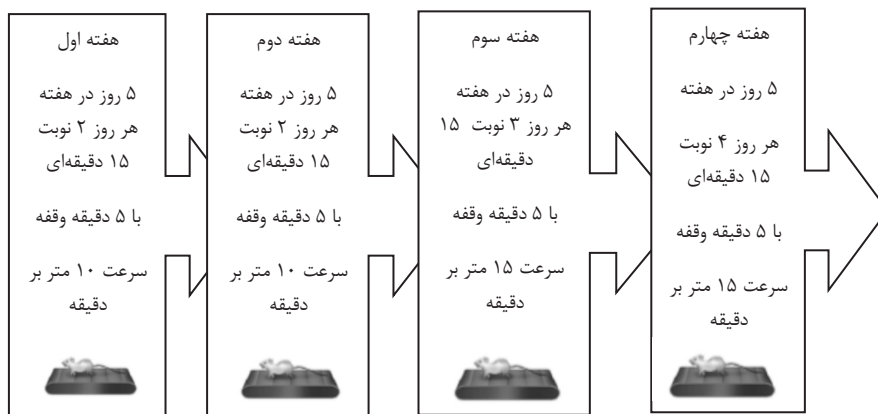 هفته اول
۵ روز در هفته
هر روز ۲ نوبت
۱۵ دقیقه‌ای
با ۵ دقیقه وقفه
سرعت ۱۰ متر بر
دقیقه
هفته دوم
۵ روز در هفته
هر روز ۲ نوبت
۱۵ دقیقه‌ای
با ۵ دقیقه وقفه
سرعت ۱۰ متر بر
دقیقه
هفته سوم
۵ روز در هفته
هر روز ۳ نوبت ۱۵
دقیقه‌ای
با ۵ دقیقه وقفه
سرعت ۱۵ متر بر
دقیقه
هفته چهارم
۵ روز در هفته
هر روز ۴ نوبت
۱۵ دقیقه‌ای
با ۵ دقیقه وقفه
سرعت ۱۵ متر بر
دقیقه